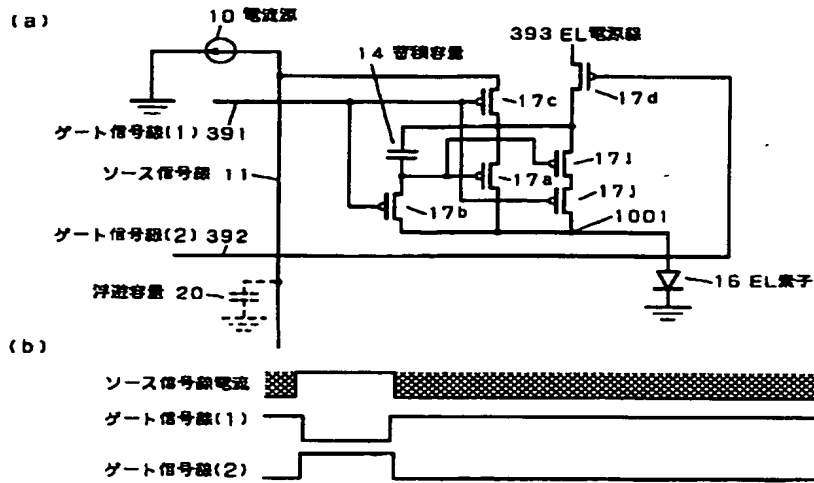 (a)
10 電流源
14 蓄積容量
393 EL電源線
17c
17d
ゲート信号線(1) 391
17i
ソース信号線 11
17a
17j
17b
1001
ゲート信号線(2) 392
浮遊容量 20
16 EL素子
(b)
ソース信号線電流
ゲート信号線(1)
ゲート信号線(2)